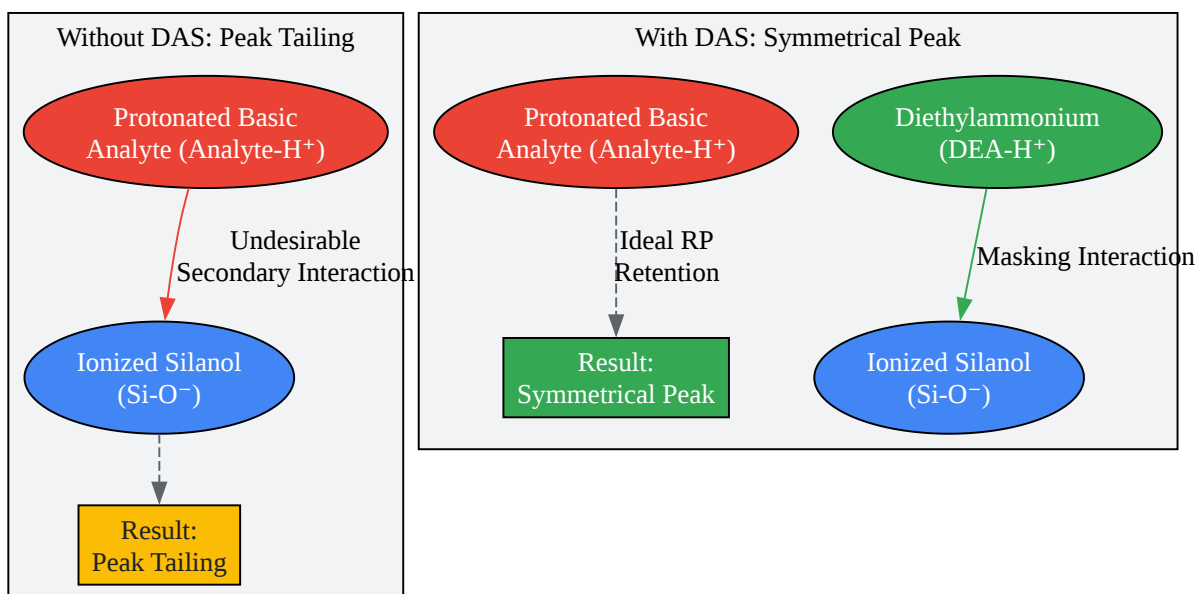 Without DAS: Peak Tailing
Protonated Basic
Analyte (Analyte-H⁺)
Undesirable
Secondary Interaction
Ionized Silanol
(Si-O⁻)
Result:
Peak Tailing
With DAS: Symmetrical Peak
Protonated Basic
Analyte (Analyte-H⁺)
Ideal RP
Retention
Result:
Symmetrical Peak
Diethylammonium
(DEA-H⁺)
Masking Interaction
Ionized Silanol
(Si-O⁻)